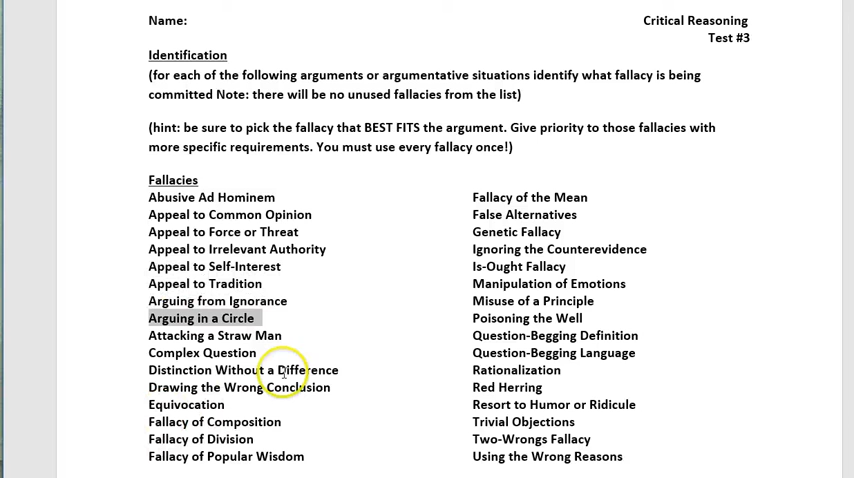 Name: Critical Reasoning
Test #3
Identification
(for each of the following arguments or argumentative situations identify what fallacy is being
committed Note: there will be no unused fallacies from the list)
(hint: be sure to pick the fallacy that BEST FITS the argument. Give priority to those fallacies with
more specific requirements. You must use every fallacy once!)
Fallacies
Abusive Ad Hominem
Appeal to Common Opinion
Appeal to Force or Threat
Appeal to Irrelevant Authority
Appeal to Self-Interest
Appeal to Tradition
Arguing from Ignorance
Arguing in a Circle
Attacking a Straw Man
Complex Question
Distinction Without a Difference
Drawing the Wrong Conclusion
Equivocation
Fallacy of Composition
Fallacy of Division
Fallacy of Popular Wisdom
Fallacy of the Mean
False Alternatives
Genetic Fallacy
Ignoring the Counterevidence
Is-Ought Fallacy
Manipulation of Emotions
Misuse of a Principle
Poisoning the Well
Question-Begging Definition
Question-Begging Language
Rationalization
Red Herring
Resort to Humor or Ridicule
Trivial Objections
Two-Wrongs Fallacy
Using the Wrong Reasons